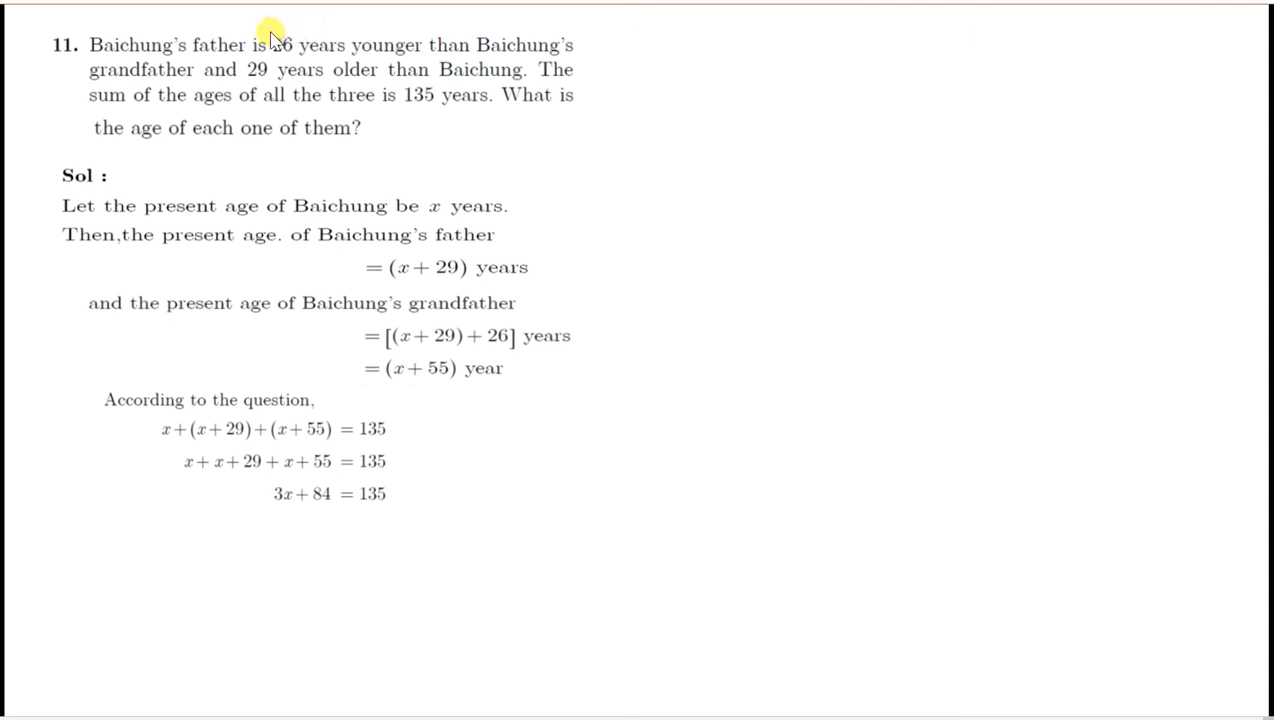 11. Baichung's father is 26 years younger than Baichung's
grandfather and 29 years older than Baichung. The
sum of the ages of all the three is 135 years. What is
the age of each one of them?
Sol :
Let the present age of Baichung be x years.
Then,the present age. of Baichung's father
= (x + 29) years
and the present age of Baichung's grandfather
= [(x + 29) + 26] years
= (x + 55) year
According to the question,
x + (x + 29) + (x + 55) = 135
x + x + 29 + x + 55 = 135
3x + 84 = 135